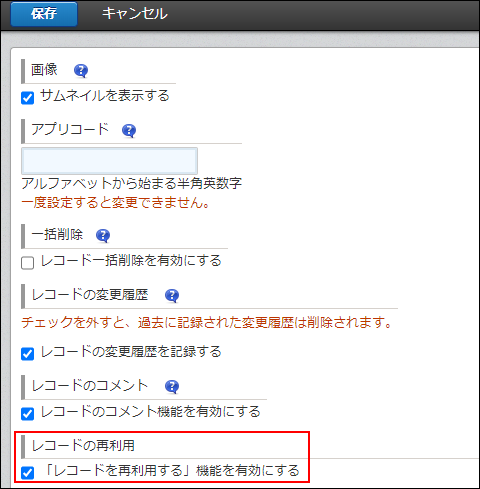 保存 キャンセル
画像
サムネイルを表示する
アプリコード
アルファベットから始まる半角英数字
一度設定すると変更できません。
一括削除
レコード一括削除を有効にする
レコードの変更履歴
チェックを外すと、過去に記録された変更履歴は削除されます。
レコードの変更履歴を記録する
レコードのコメント
レコードのコメント機能を有効にする
レコードの再利用
「レコードを再利用する」機能を有効にする